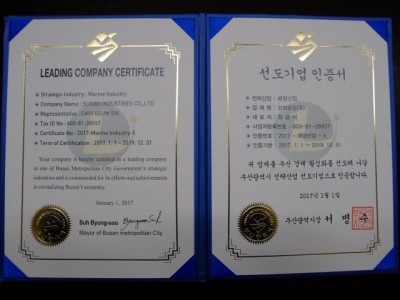 LEADING COMPANY CERTIFICATE
Strategic Industry : Marine Industry
Company Name : SUNBO INDUSTRIES CO.,LTD.
Representative : CHOI GEUM SIK
Tax ID No : 603-81-28937
Certificate No : 2017-Marine Industry-5
Term of Certification : 2017. 1. 1 ~ 2019. 12. 31
Your company is hereby certified as a leading company
in one of Busan Metropolitan City Government's strategic
industries and is commended for its efforts and achievements
in revitalizing Busan's economy.
January 1, 2017
Suh Byung-soo
Mayor of Busan metropolitan City
선도기업 인증서
전략산업 : 해양산업
업체명 : 선보공업(주)
대표자 : 최금식
사업자등록번호 : 603-81-28937
인증번호 : 2017 - 해양산업 - 5
인증기간 : 2017. 1. 1 ~ 2019. 12. 31
위 업체를 부산 경제 활성화를 선도해 나갈
부산광역시 전략산업 선도기업으로 인증합니다.
2017년 1월 1일
부산광역시장 서 병 수